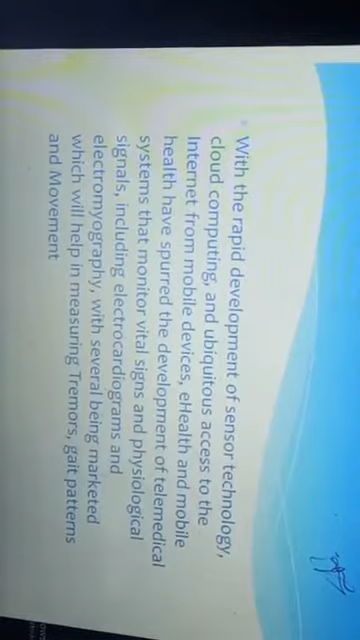 With the rapid development of sensor technology,
cloud computing, and ubiquitous access to the
Internet from mobile devices, eHealth and mobile
health have spurred the development of telemedical
systems that monitor vital signs and physiological
signals, including electrocardiograms and
electromyography, with several being marketed
which will help in measuring Tremors, gait patterns
and Movement